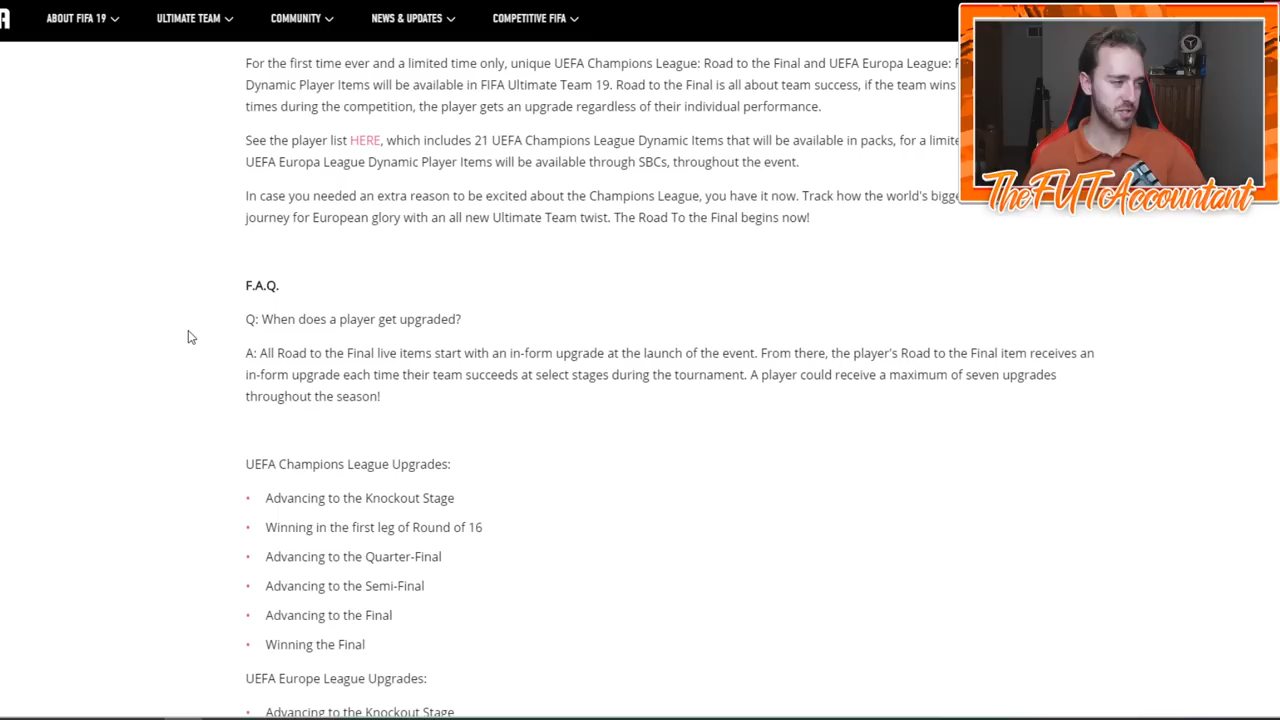 A ABOUT FIFA 19 ULTIMATE TEAM COMMUNITY NEWS & UPDATES COMPETITIVE FIFA
For the first time ever and a limited time only, unique UEFA Champions League: Road to the Final and UEFA Europa League:
Dynamic Player Items will be available in FIFA Ultimate Team 19. Road to the Final is all about team success, if the team wins
times during the competition, the player gets an upgrade regardless of their individual performance.
See the player list HERE, which includes 21 UEFA Champions League Dynamic Items that will be available in packs, for a
UEFA Europa League Dynamic Player Items will be available through SBCs, throughout the event.
In case you needed an extra reason to be excited about the Champions League, you have it now. Track how the world's
journey for European glory with an all new Ultimate Team twist. The Road To the Final begins now!
TheFUTAccountant
F.A.Q.
Q: When does a player get upgraded?
A: All Road to the Final live items start with an in-form upgrade at the launch of the event. From there, the player's Road to the Final item receives an
in-form upgrade each time their team succeeds at select stages during the tournament. A player could receive a maximum of seven upgrades
throughout the season!
UEFA Champions League Upgrades:
• Advancing to the Knockout Stage
• Winning in the first leg of Round of 16
• Advancing to the Quarter-Final
• Advancing to the Semi-Final
• Advancing to the Final
• Winning the Final
UEFA Europe League Upgrades:
• Advancing to the Knockout Stage